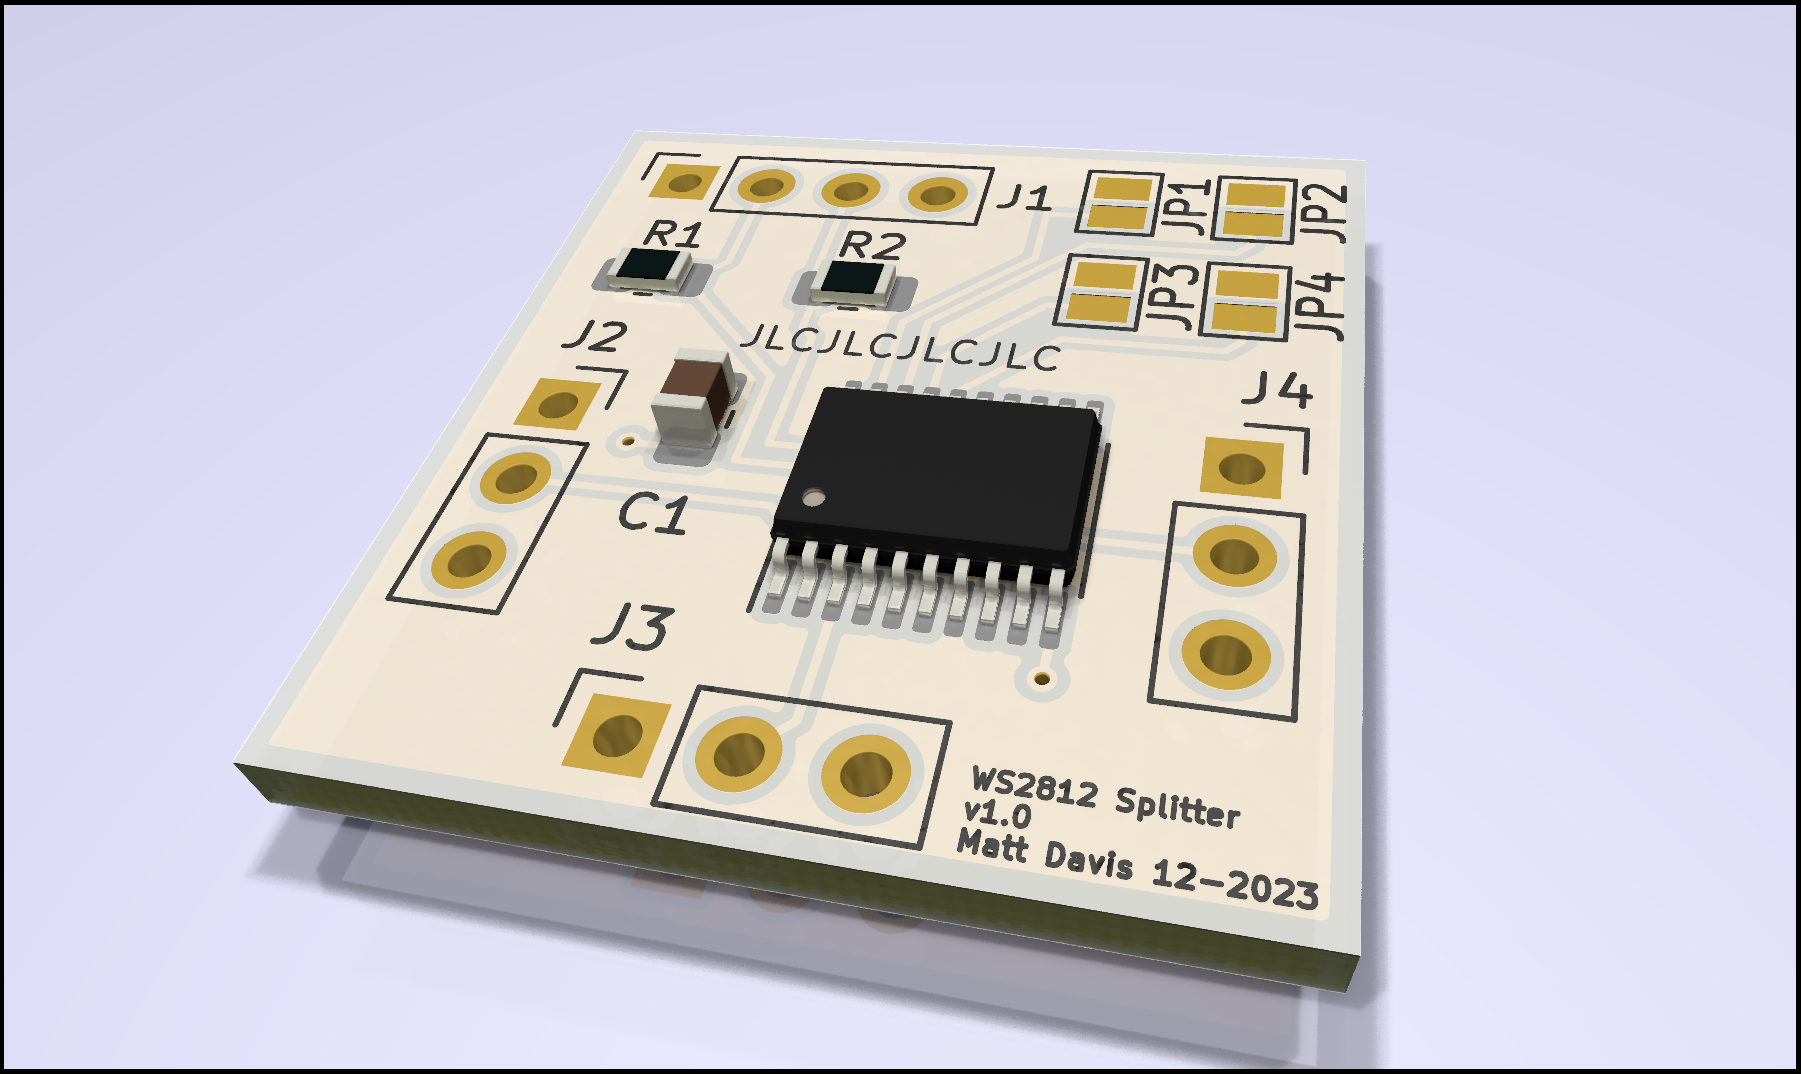 J1
JP1
JP2
R1
R2
JP3
JP4
J2
JLCJLCJLCJLC
J4
C1
J3
WS2812 Splitter
v1.0
Matt Davis 12-2023